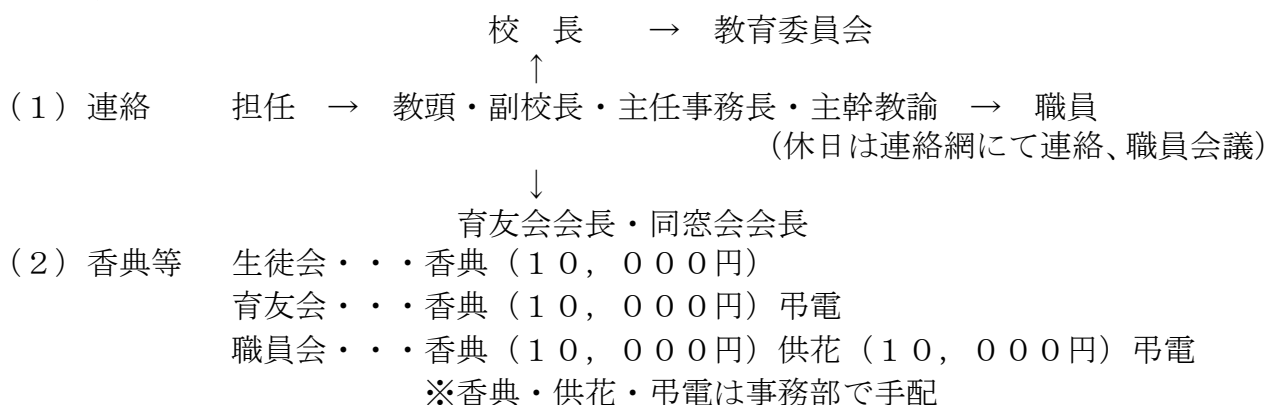 校　長　　→　教育委員会
↑
（１）連絡　　担任　→　教頭・副校長・主任事務長・主幹教諭　→　職員
（休日は連絡網にて連絡、職員会議）
↓
育友会会長・同窓会会長
（２）香典等　　生徒会・・・香典（１０，０００円）
育友会・・・香典（１０，０００円）弔電
職員会・・・香典（１０，０００円）供花（１０，０００円）弔電
※香典・供花・弔電は事務部で手配